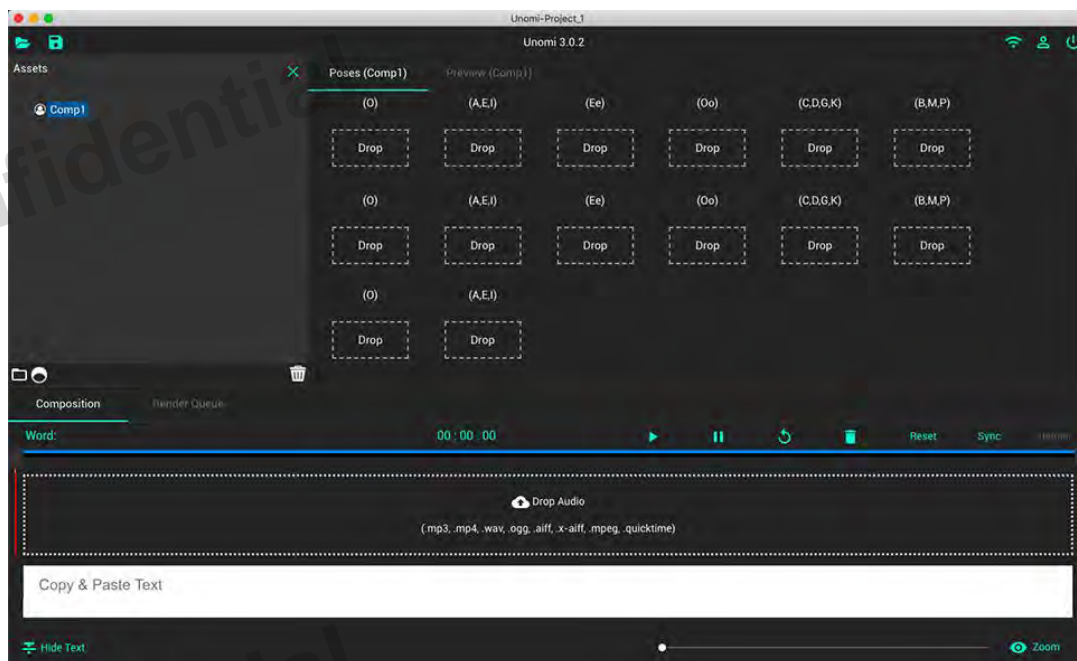 Unomi-Project_1
Unomi 3.0.2
Assets
Poses (Comp1)
Preview (Comp1)
Comp1
(O) (A,E,I) (Ee) (Oo) (C,D,G,K) (B,M,P)
Drop Drop Drop Drop Drop Drop
(O) (A,E,I) (Ee) (Oo) (C,D,G,K) (B,M,P)
Drop Drop Drop Drop Drop Drop
(O) (A,E,I)
Drop Drop
Composition Render Queue
Word: 00 : 00 : 00 Reset Sync
Drop Audio
(.mp3, .mp4, .wav, .ogg, .aiff, .x-aiff, .mpeg, .quicktime)
Copy & Paste Text
Hide Text Zoom